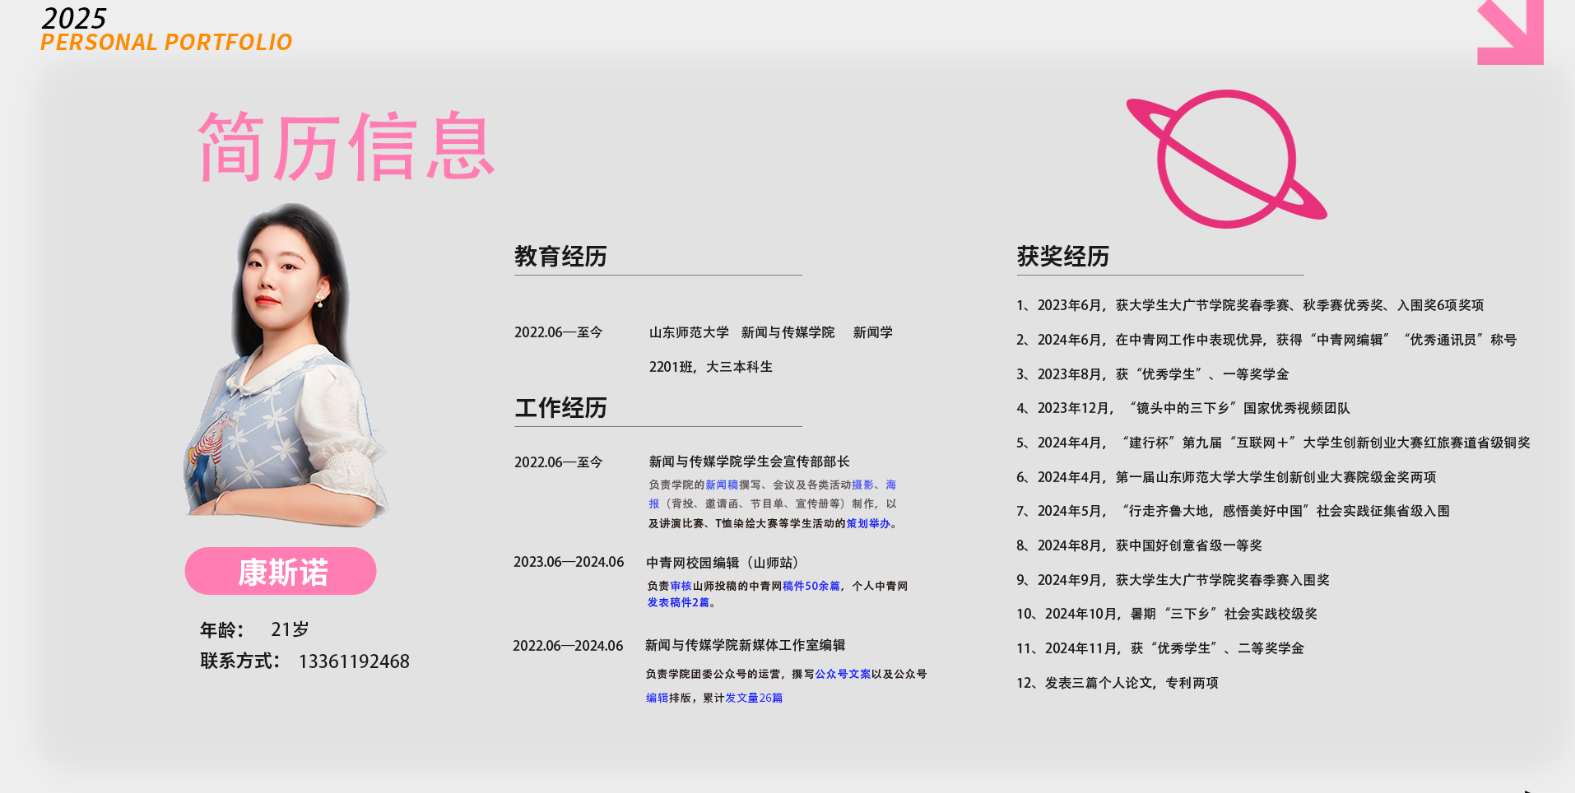 2025
PERSONAL PORTFOLIO
简历信息
康斯诺
年龄： 21岁
联系方式： 13361192468
教育经历
2022.06—至今 山东师范大学 新闻与传媒学院 新闻学
2201班，大三本科生
工作经历
2022.06—至今 新闻与传媒学院学生会宣传部部长
负责学院的新闻稿撰写、会议及各类活动摄影、海
报（背投、邀请函、节目单、宣传册等）制作，以
及讲演比赛、T恤染绘大赛等学生活动的策划举办。
2023.06—2024.06 中青网校园编辑（山师站）
负责审核山师投稿的中青网稿件50余篇，个人中青网
发表稿件2篇。
2022.06—2024.06 新闻与传媒学院新媒体工作室编辑
负责学院团委公众号的运营，撰写公众号文案以及公众号
编辑排版，累计发文量26篇
获奖经历
1、2023年6月，获大学生大广节学院奖春季赛、秋季赛优秀奖、入围奖6项奖项
2、2024年6月，在中青网工作中表现优异，获得“中青网编辑”“优秀通讯员”称号
3、2023年8月，获“优秀学生”、一等奖学金
4、2023年12月，“镜头中的三下乡”国家优秀视频团队
5、2024年4月，“建行杯”第九届“互联网＋”大学生创新创业大赛红旅赛道省级铜奖
6、2024年4月，第一届山东师范大学大学生创新创业大赛院级金奖两项
7、2024年5月，“行走齐鲁大地，感悟美好中国”社会实践征集省级入围
8、2024年8月，获中国好创意省级一等奖
9、2024年9月，获大学生大广节学院奖春季赛入围奖
10、2024年10月，暑期“三下乡”社会实践校级奖
11、2024年11月，获“优秀学生”、二等奖学金
12、发表三篇个人论文，专利两项